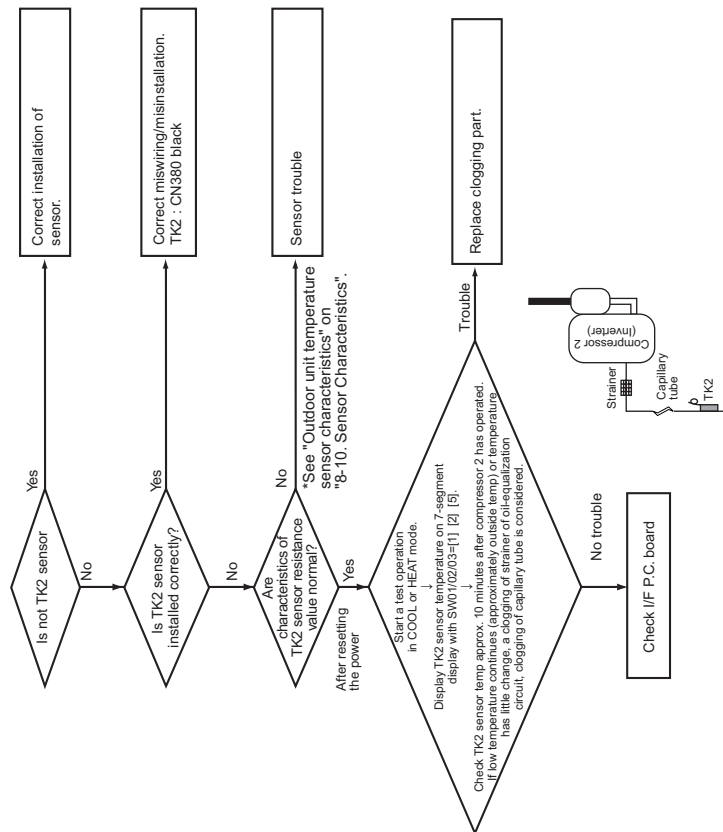 Is not TK2 sensor
Yes
Correct installation of
sensor.
No
Is TK2 sensor
installed correctly?
Yes
Correct miswiring/misinstallation.
TK2 : CN380 black
No
Are
characteristics of
TK2 sensor resistance
value normal?
No
Sensor trouble
*See "Outdoor unit temperature
sensor characteristics" on
"8-10. Sensor Characteristics".
Yes
After resetting
the power
Start a test operation
in COOL or HEAT mode.
↓
Display TK2 sensor temperature on 7-segment
display with SW01/02/03=[1] [2] [5].
↓
Check TK2 sensor temp approx. 10 minutes after compressor 2 has operated.
If low temperature continues (approximately outside temp) or temperature
has little change, a clogging of strainer of oil-equalization
circuit, clogging of capillary tube is considered.
Trouble
Replace clogging part.
No trouble
Check I/F P.C. board
Compressor 2
(Inverter)
Strainer
Capillary
tube
TK2